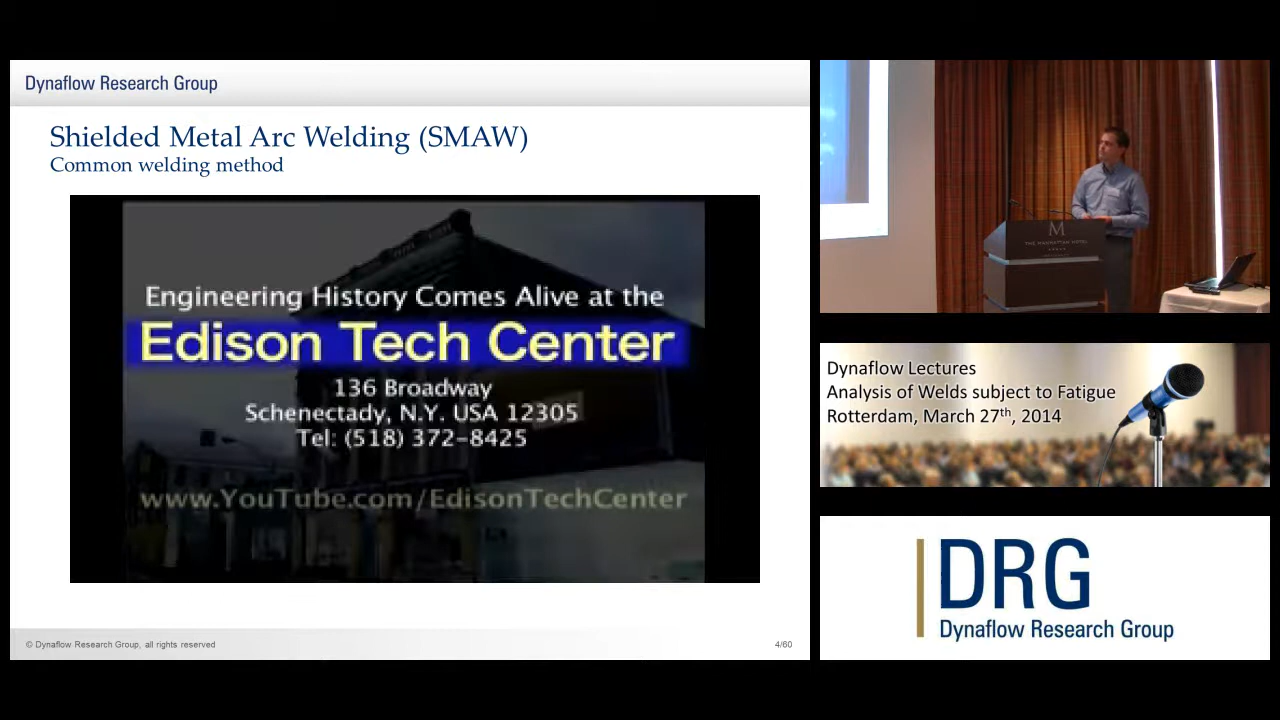 Dynaflow Research Group
Shielded Metal Arc Welding (SMAW)
Common welding method
Engineering History Comes Alive at the
Edison Tech Center
136 Broadway
Schenectady, N.Y. USA 12305
Tel: (518) 372-8425
www.YouTube.com/EdisonTechCenter
© Dynaflow Research Group, all rights reserved
4/60
M
THE MANHATTAN HOTEL
Dynaflow Lectures
Analysis of Welds subject to Fatigue
Rotterdam, March 27th, 2014
DRG
Dynaflow Research Group